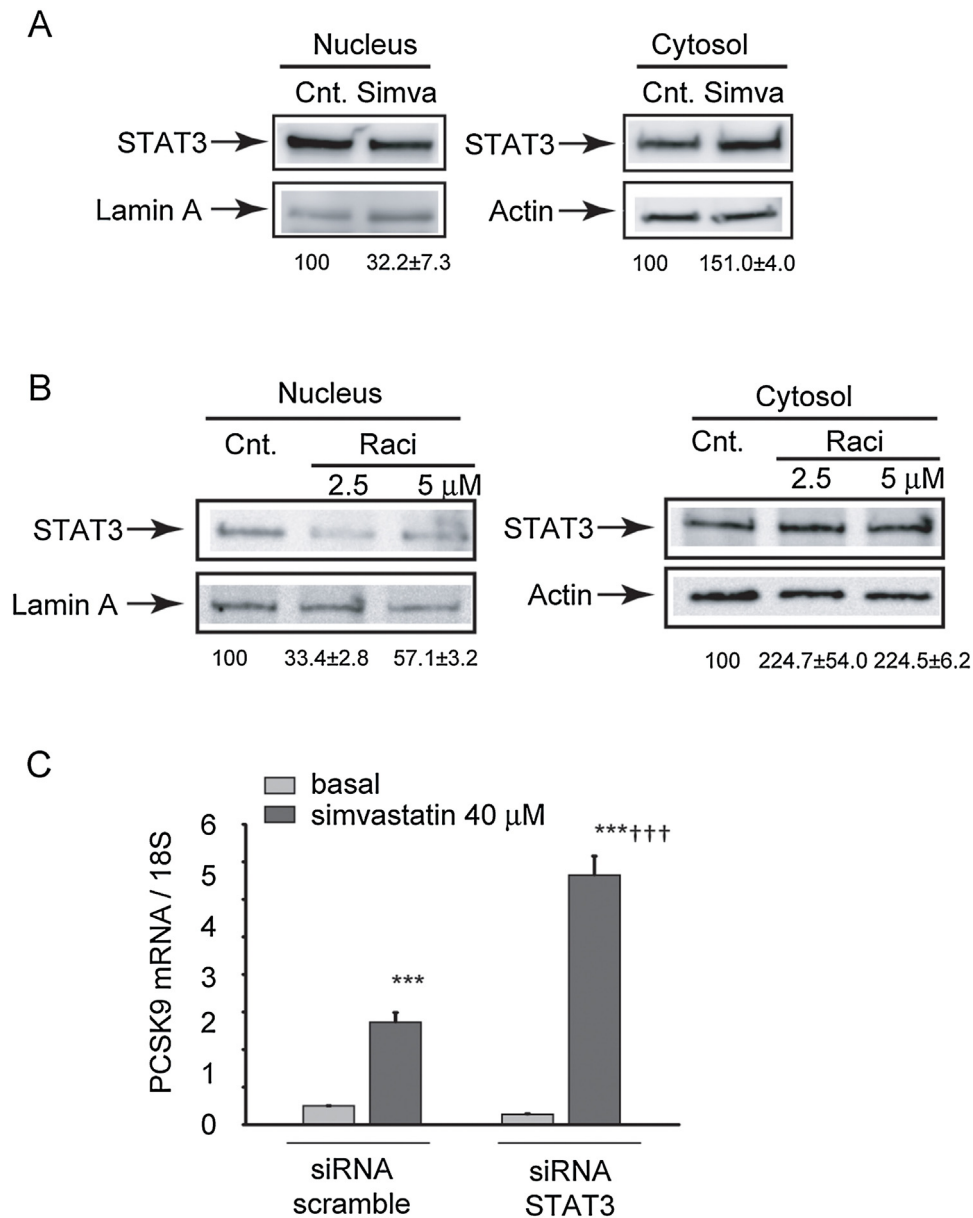 A
Nucleus Cytosol
Cnt. Simva Cnt. Simva
STAT3 STAT3
Lamin A Actin
100 32.2±7.3 100 151.0±4.0
B
Nucleus Cytosol
Cnt. Raci Cnt. Raci
2.5 5 μM 2.5 5 μM
STAT3 STAT3
Lamin A Actin
100 33.4±2.8 57.1±3.2 100 224.7±54.0 224.5±6.2
C
basal
simvastatin 40 μM
PCSK9 mRNA / 18S
6
5
4
3
2
1
0
***
***†††
siRNA scramble
siRNA STAT3